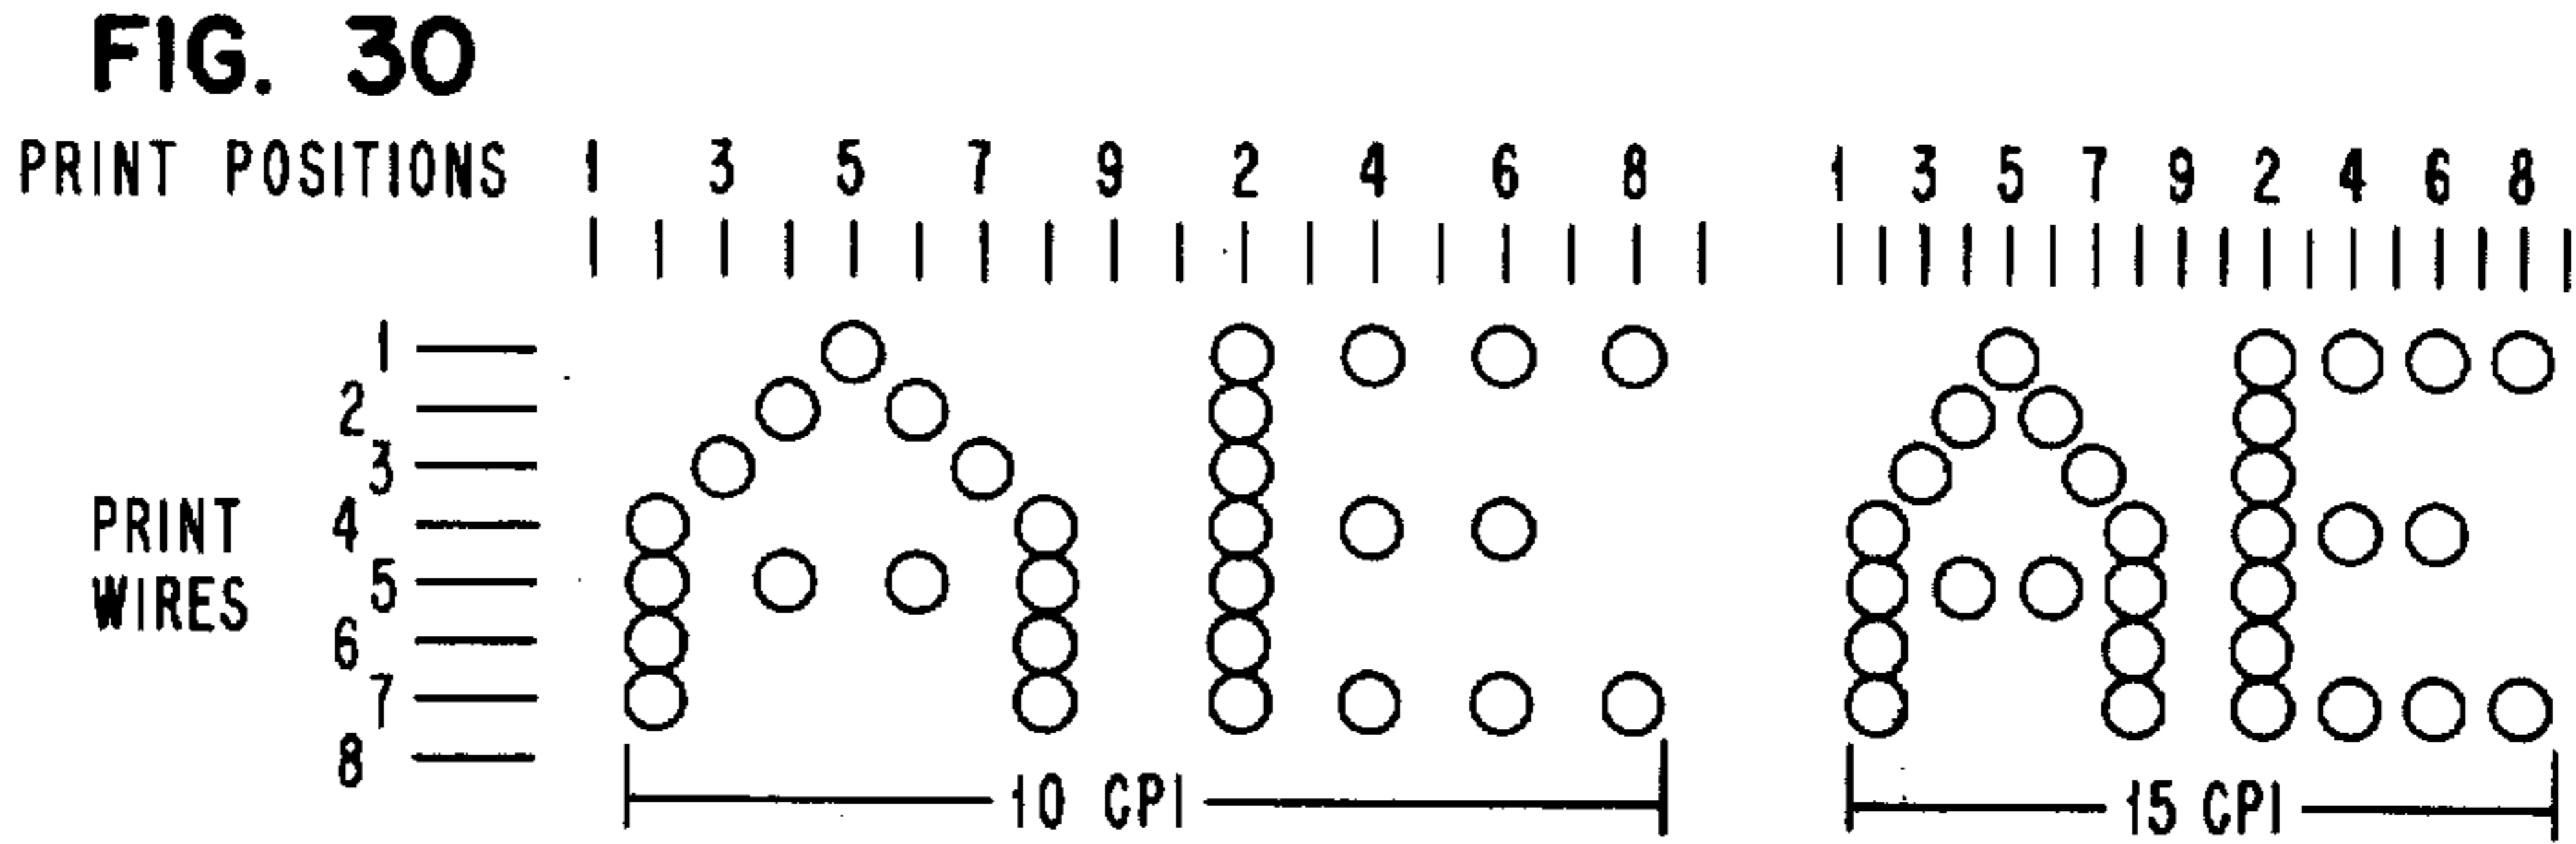 FIG. 30
PRINT POSITIONS 1 3 5 7 9 2 4 6 8 1 3 5 7 9 2 4 6 8
1
2
3
PRINT 4
WIRES 5
6
7
8
10 CPI 15 CPI